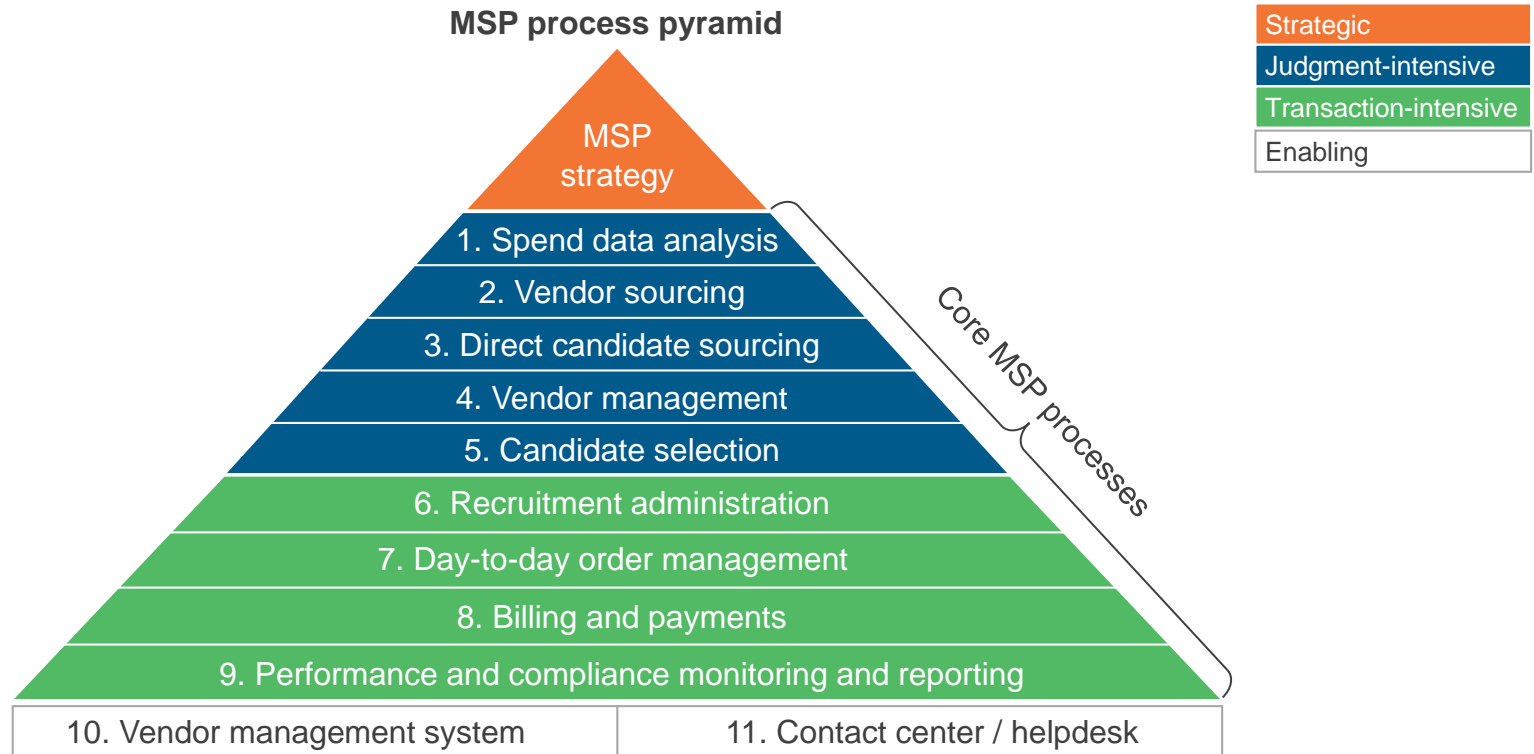 MSP process pyramid
Strategic
Judgment-intensive
Transaction-intensive
Enabling
MSP
strategy
1. Spend data analysis
2. Vendor sourcing
3. Direct candidate sourcing
4. Vendor management
5. Candidate selection
6. Recruitment administration
7. Day-to-day order management
8. Billing and payments
9. Performance and compliance monitoring and reporting
Core MSP processes
10. Vendor management system
11. Contact center / helpdesk